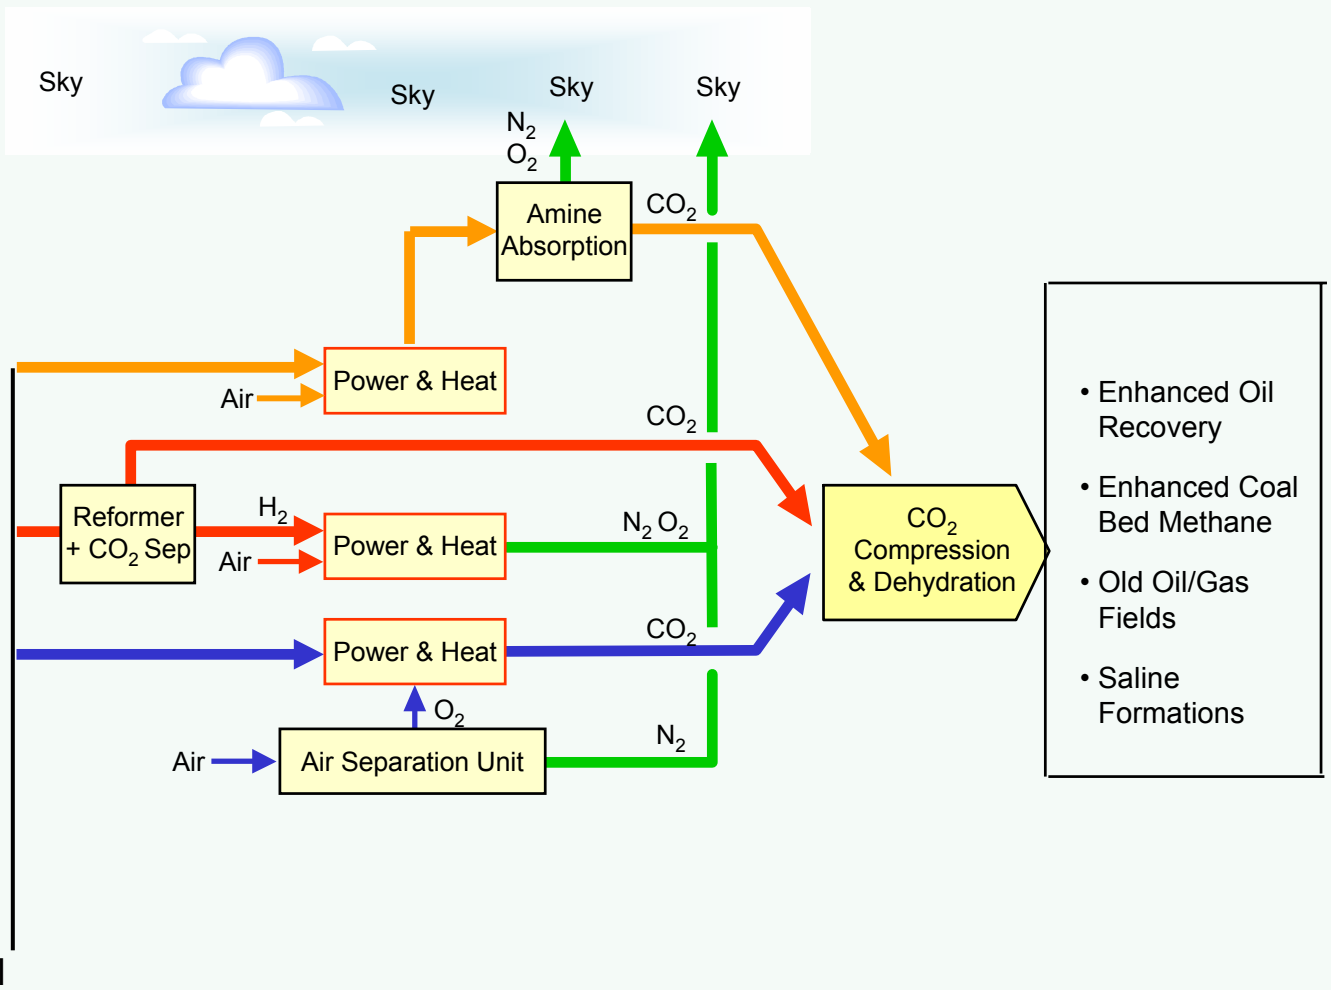 Sky
Sky
Sky
Sky
N2
O2
Amine
Absorption
CO2
Power & Heat
Air
CO2
Reformer
+ CO2 Sep
H2
Air
Power & Heat
N2 O2
CO2
Compression
& Dehydration
Power & Heat
CO2
O2
Air
Air Separation Unit
N2
• Enhanced Oil
Recovery
• Enhanced Coal
Bed Methane
• Old Oil/Gas
Fields
• Saline
Formations